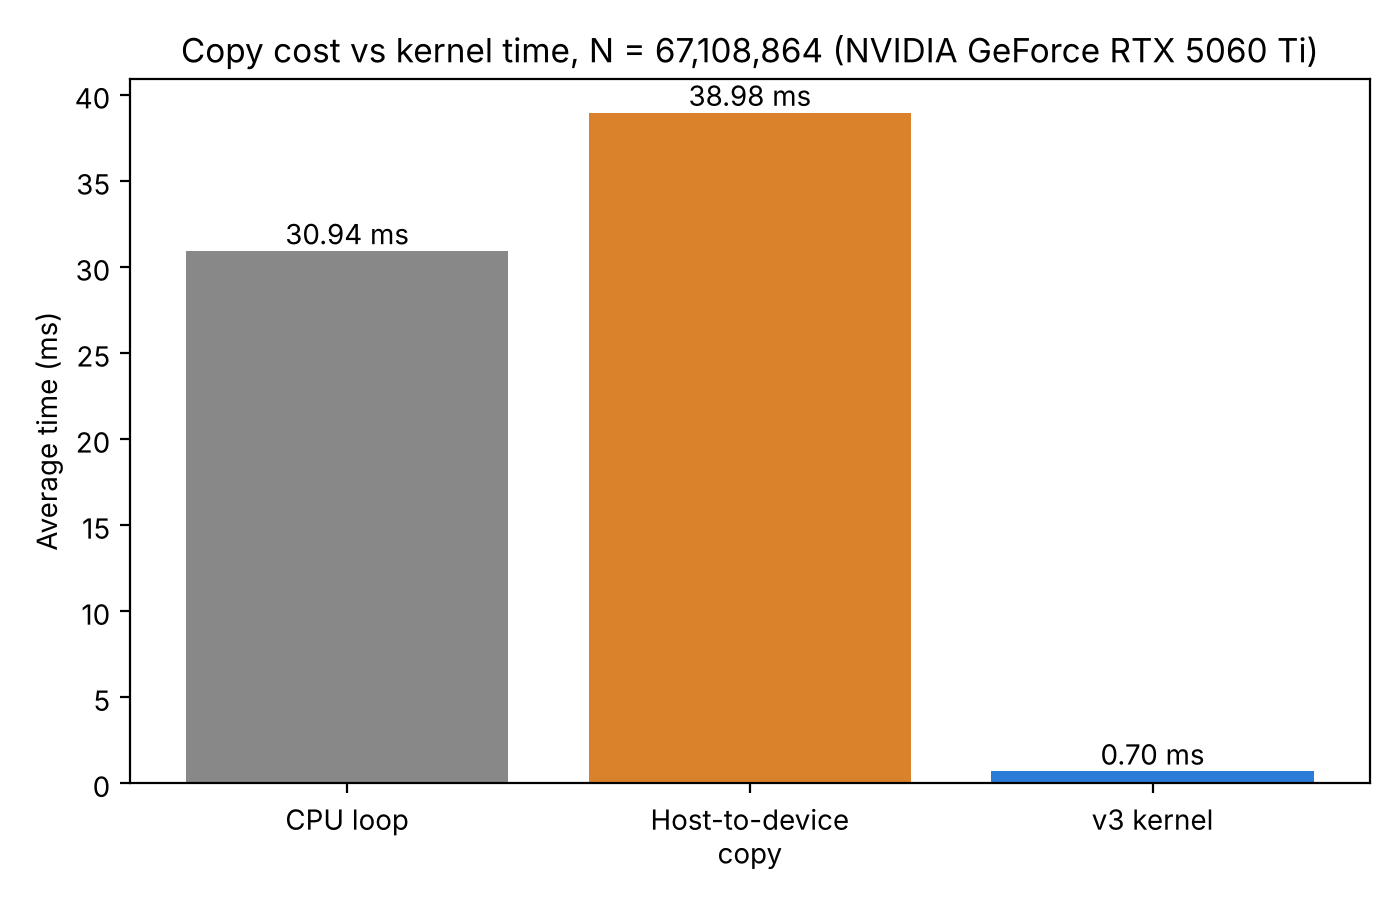 Copy cost vs kernel time, N = 67,108,864 (NVIDIA GeForce RTX 5060 Ti)
Average time (ms)
40
35
30
25
20
15
10
5
0
30.94 ms
38.98 ms
0.70 ms
CPU loop
Host-to-device
copy
v3 kernel